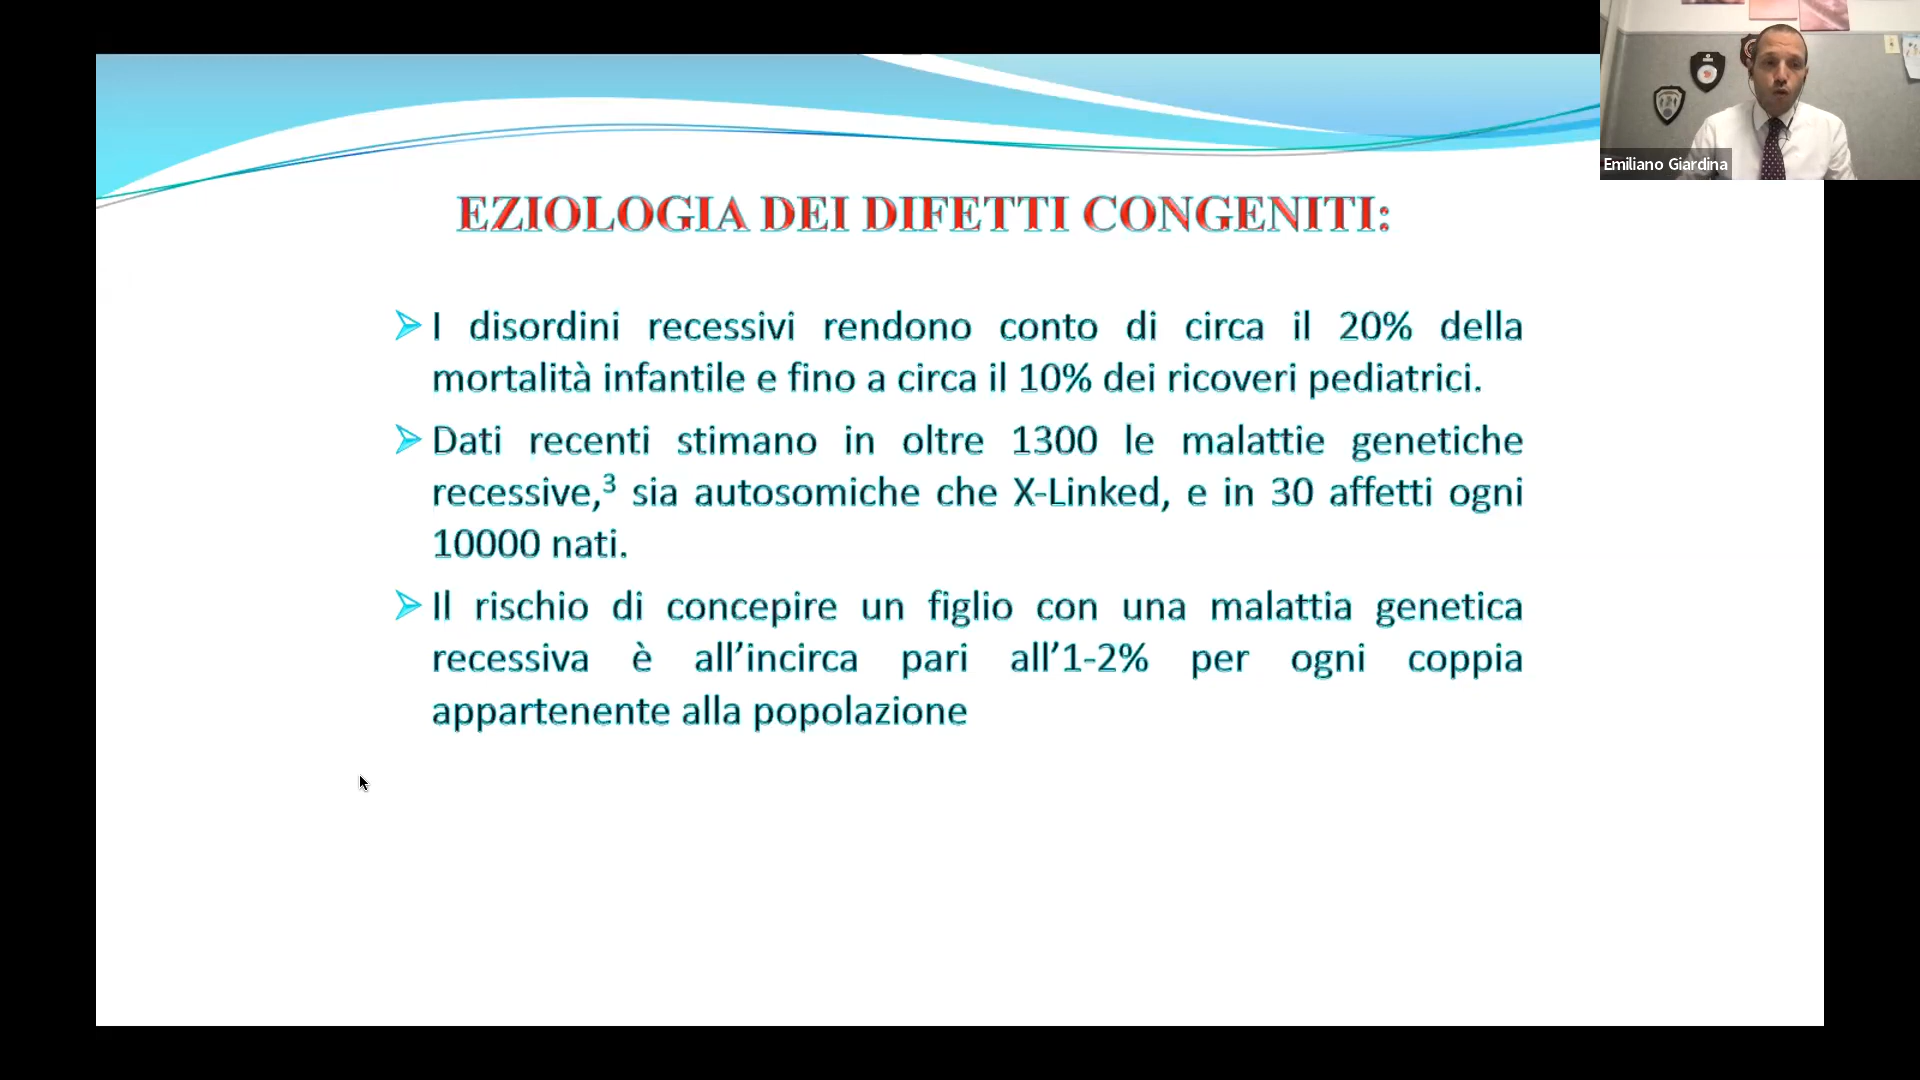 Emiliano Giardina
EZIOLOGIA DEI DIFETTI CONGENITI:
I disordini recessivi rendono conto di circa il 20% della
mortalità infantile e fino a circa il 10% dei ricoveri pediatrici.
Dati recenti stimano in oltre 1300 le malattie genetiche
recessive,³ sia autosomiche che X-Linked, e in 30 affetti ogni
10000 nati.
Il rischio di concepire un figlio con una malattia genetica
recessiva è all’incirca pari all’1-2% per ogni coppia
appartenente alla popolazione